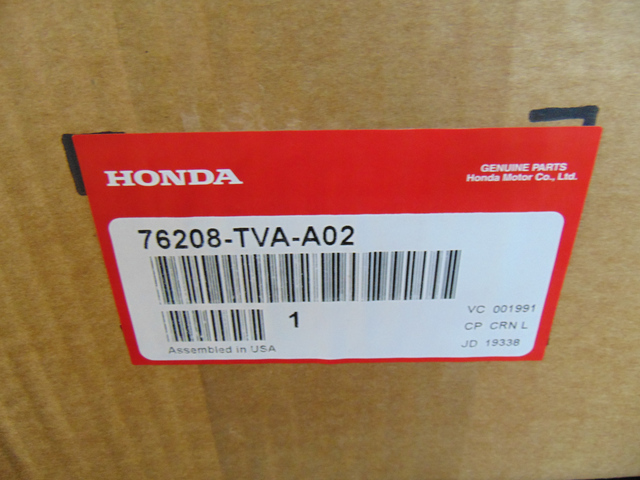 HONDA
GENUINE PARTS
Honda Motor Co., Ltd.
76208-TVA-A02
1
VC 001991
CP CRN L
JD 19338
Assembled in USA